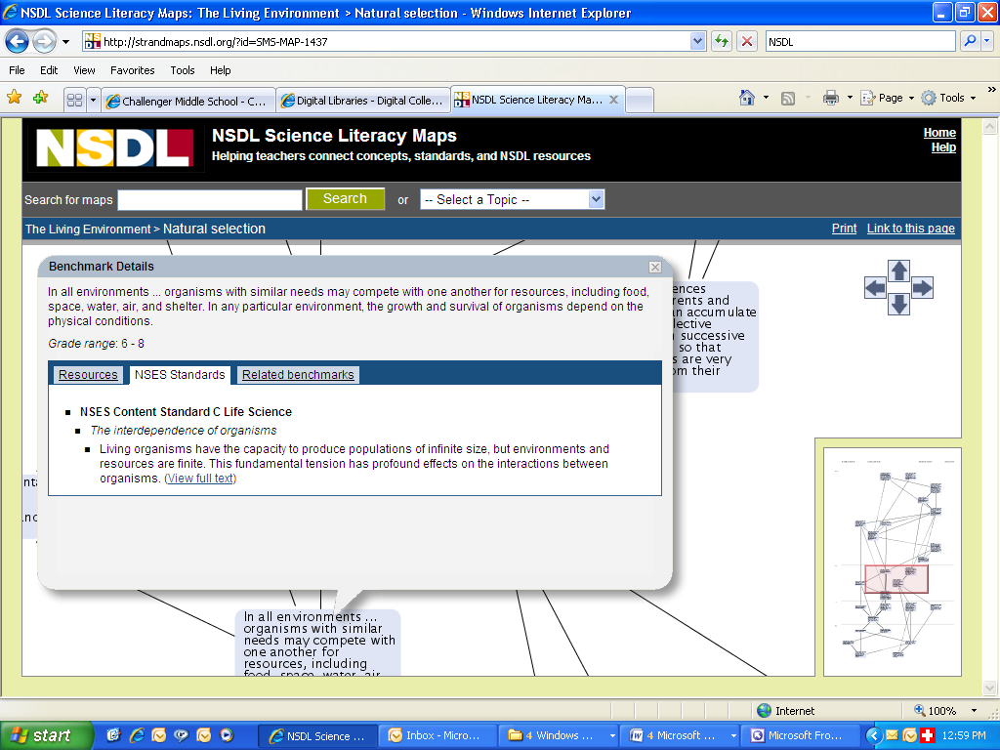 NSDL Science Literacy Maps: The Living Environment > Natural selection - Windows Internet Explorer
http://strandmaps.nsdl.org/?id=SMS-MAP-1437
NSDL
File Edit View Favorites Tools Help
Challenger Middle School - C...
Digital Libraries - Digital Colle...
NSDL Science Literacy Ma...
Page
Tools
NSDL
NSDL Science Literacy Maps
Helping teachers connect concepts, standards, and NSDL resources
Home
Help
Search for maps
Search
or
-- Select a Topic --
The Living Environment > Natural selection
Print
Link to this page
Benchmark Details
In all environments ... organisms with similar needs may compete with one another for resources, including food,
space, water, air, and shelter. In any particular environment, the growth and survival of organisms depend on the
physical conditions.
Grade range: 6 - 8
Resources
NSES Standards
Related benchmarks
NSES Content Standard C Life Science
The interdependence of organisms
Living organisms have the capacity to produce populations of infinite size, but environments and
resources are finite. This fundamental tension has profound effects on the interactions between
organisms. (View full text)
ences
rents and
n accumulate
lective
successive
so that
s are very
om their
In all environments ...
organisms with similar
needs may compete with
one another for
resources, including
food, space, water, air,
Internet
100%
start
NSDL Science ...
Inbox - Micro...
4 Windows ...
4 Microsoft ...
Microsoft Fro...
12:59 PM